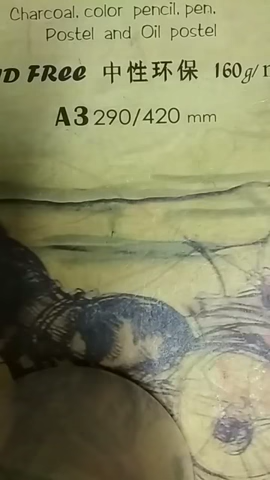 Charcoal, color pencil, pen,
Postel and Oil postel
FRee 中性环保 160g/
A3 290/420 mm